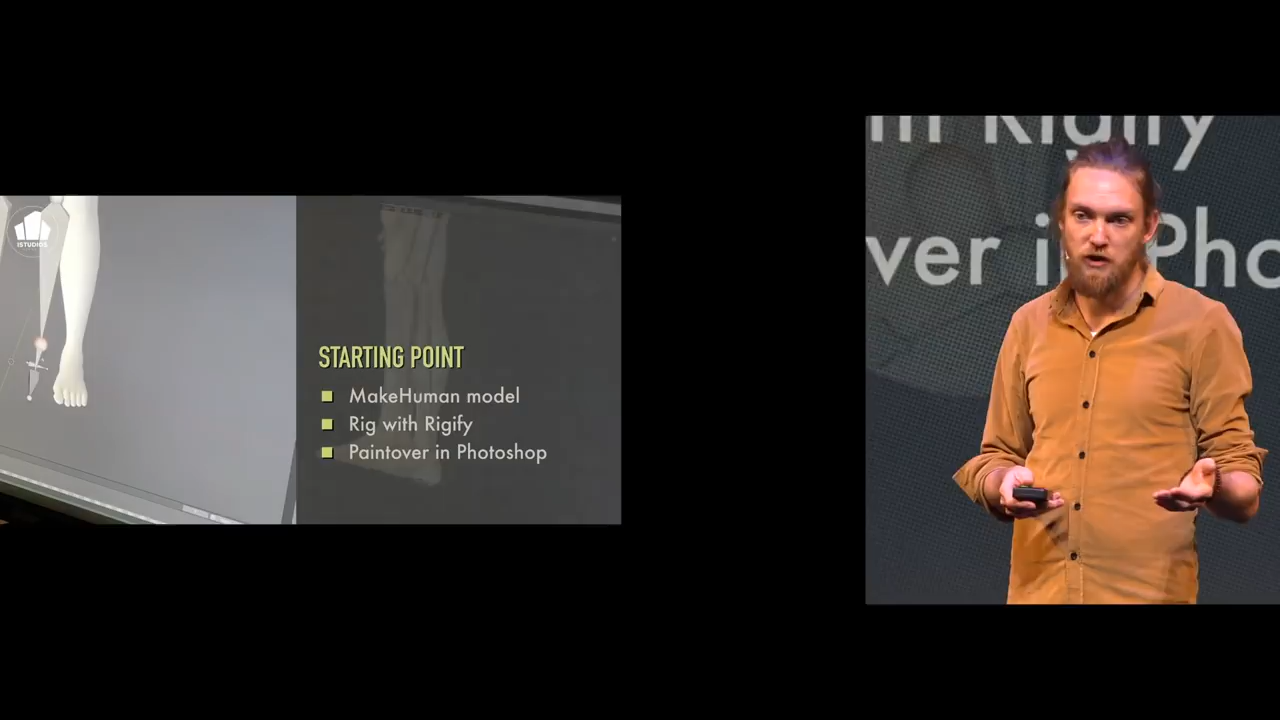 ISTUDIOS
STARTING POINT
MakeHuman model
Rig with Rigify
Paintover in Photoshop
Rigify
ver in Pho